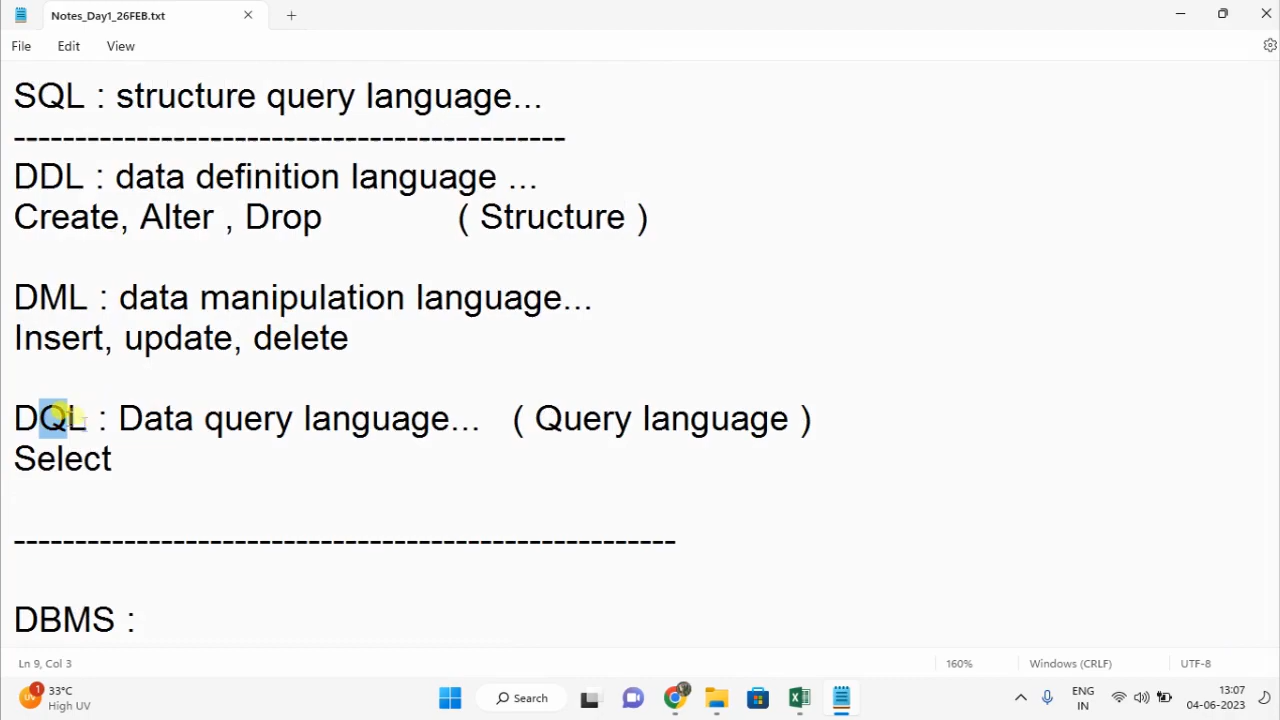 Notes_Day1_26FEB.txt
File Edit View
SQL : structure query language...
----------------------------------------------
DDL : data definition language ...
Create, Alter , Drop ( Structure )
DML : data manipulation language...
Insert, update, delete
DQL : Data query language... ( Query language )
Select
-------------------------------------------------------
DBMS :
Ln 9, Col 3 160% Windows (CRLF) UTF-8
1 33°C Search ENG 13:07
High UV IN 04-06-2023